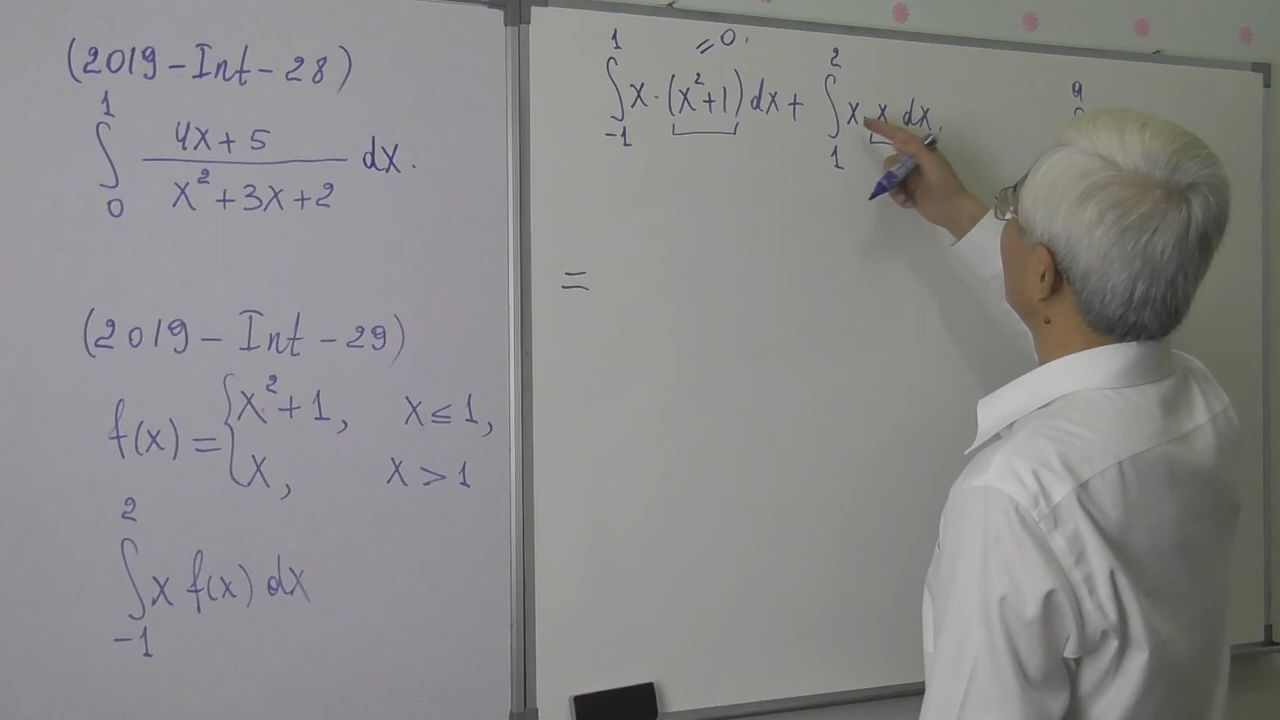 (2019-Int-28)
∫₀¹ (4x+5)/(x²+3x+2) dx.
(2019-Int-29)
f(x) = { x²+1, x ≤ 1,
x, x > 1
∫₋₁² x f(x) dx
= 0.
∫₋₁¹ x·(x²+1) dx + ∫₁² x·x dx.
=
a